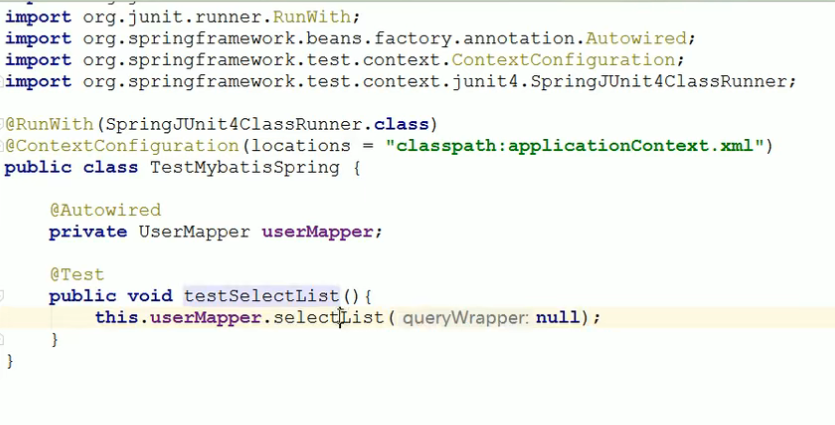 import org.junit.runner.RunWith;
import org.springframework.beans.factory.annotation.Autowired;
import org.springframework.test.context.ContextConfiguration;
import org.springframework.test.context.junit4.SpringJUnit4ClassRunner;
@RunWith(SpringJUnit4ClassRunner.class)
@ContextConfiguration(locations = "classpath:applicationContext.xml")
public class TestMybatisSpring {
@Autowired
private UserMapper userMapper;
@Test
public void testSelectList(){
this.userMapper.selectList( queryWrapper: null);
}
}